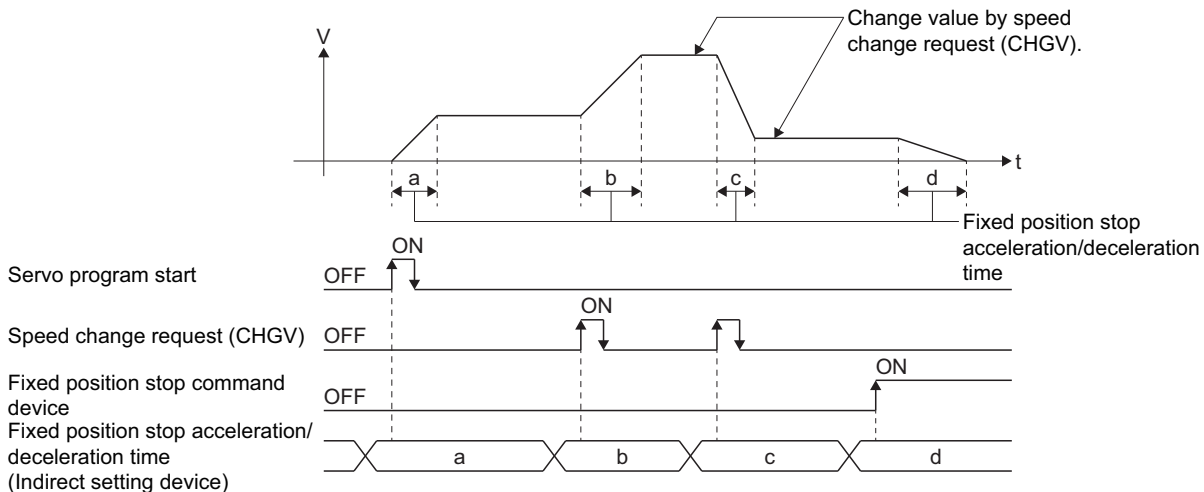 Change value by speed
change request (CHGV).
V
t
a
b
c
d
Fixed position stop
acceleration/deceleration
time
ON
Servo program start
OFF
ON
Speed change request (CHGV)
OFF
ON
Fixed position stop command
device
OFF
Fixed position stop acceleration/
deceleration time
(Indirect setting device)
a
b
c
d